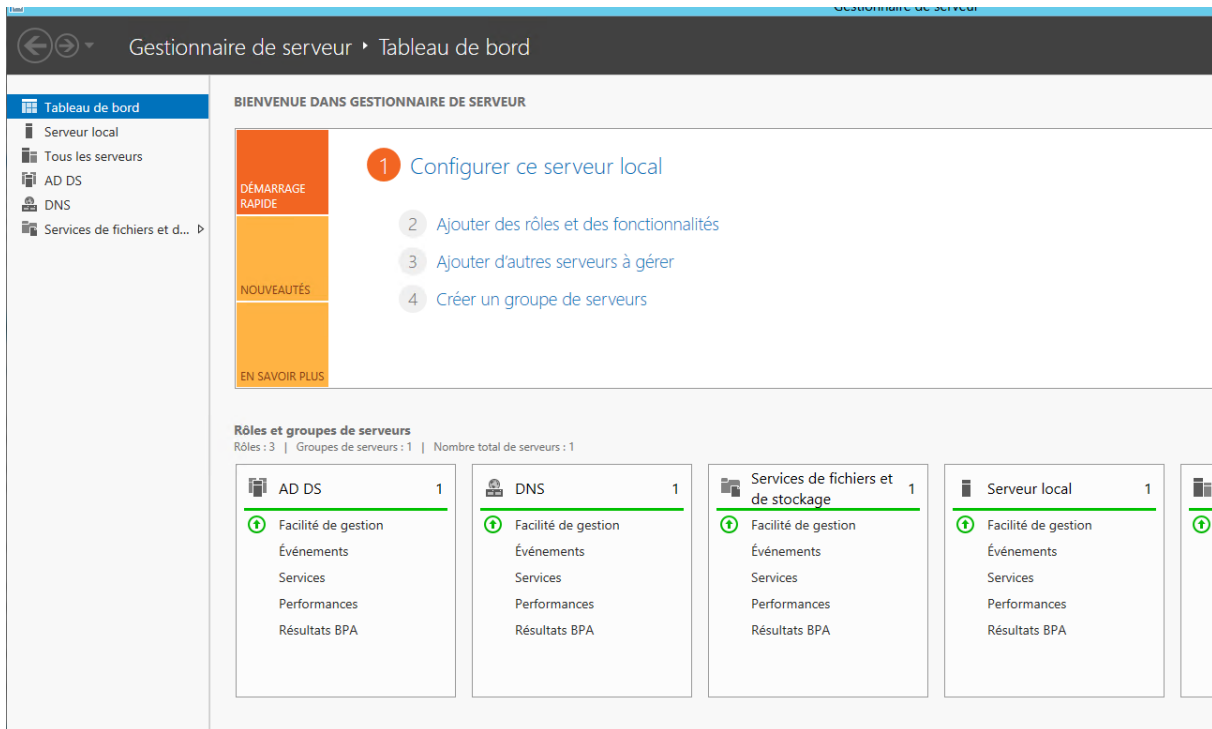 Gestionnaire de serveur
Gestionnaire de serveur ‣ Tableau de bord
Tableau de bord
Serveur local
Tous les serveurs
AD DS
DNS
Services de fichiers et d...
BIENVENUE DANS GESTIONNAIRE DE SERVEUR
DÉMARRAGE
RAPIDE
NOUVEAUTÉS
EN SAVOIR PLUS
1 Configurer ce serveur local
2 Ajouter des rôles et des fonctionnalités
3 Ajouter d'autres serveurs à gérer
4 Créer un groupe de serveurs
Rôles et groupes de serveurs
Rôles : 3 | Groupes de serveurs : 1 | Nombre total de serveurs : 1
AD DS 1
Facilité de gestion
Événements
Services
Performances
Résultats BPA
DNS 1
Facilité de gestion
Événements
Services
Performances
Résultats BPA
Services de fichiers et
de stockage 1
Facilité de gestion
Événements
Services
Performances
Résultats BPA
Serveur local 1
Facilité de gestion
Événements
Services
Performances
Résultats BPA